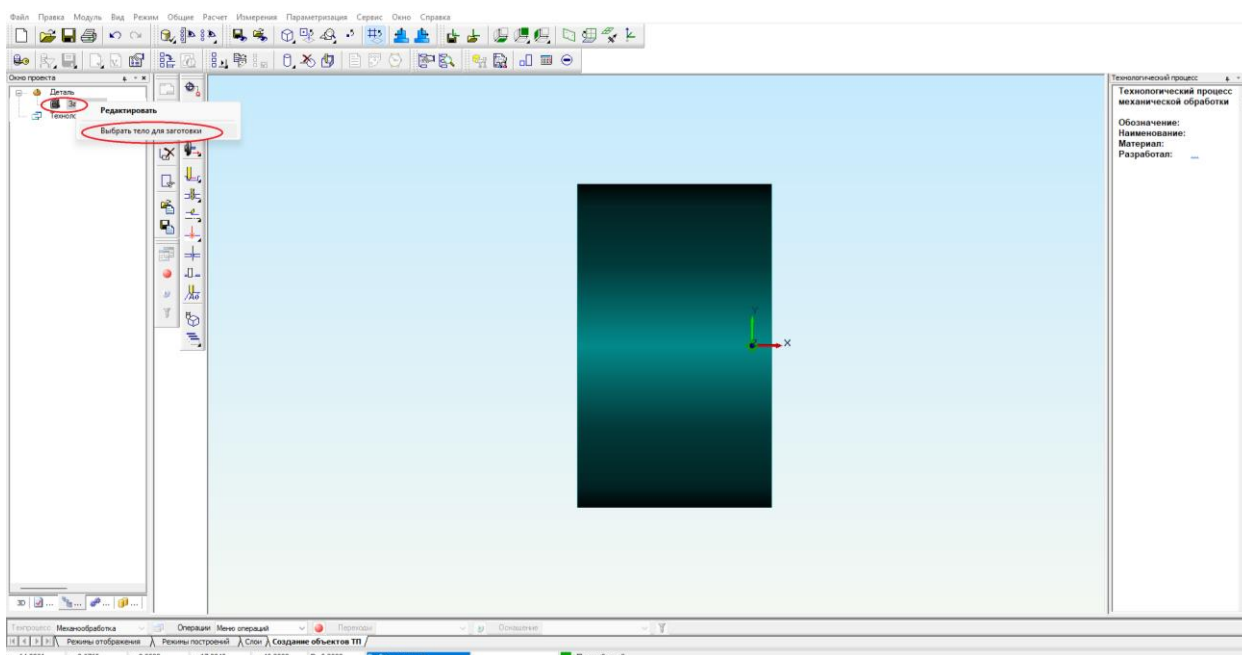 Файл Правка Модуль Вид Режим Общие Расчет Измерения Параметризация Сервис Окно Справка
Окно проекта
Деталь
Редактировать
Выбрать тело для заготовки
Технологический процесс
Технологический процесс
механической обработки
Обозначение:
Наименование:
Материал:
Разработал:
Y
X
3D
Техпроцесс Механообработка Операции Меню операций Переходы Оснащение
Режимы отображения Режимы построений Слои Создание объектов ТП